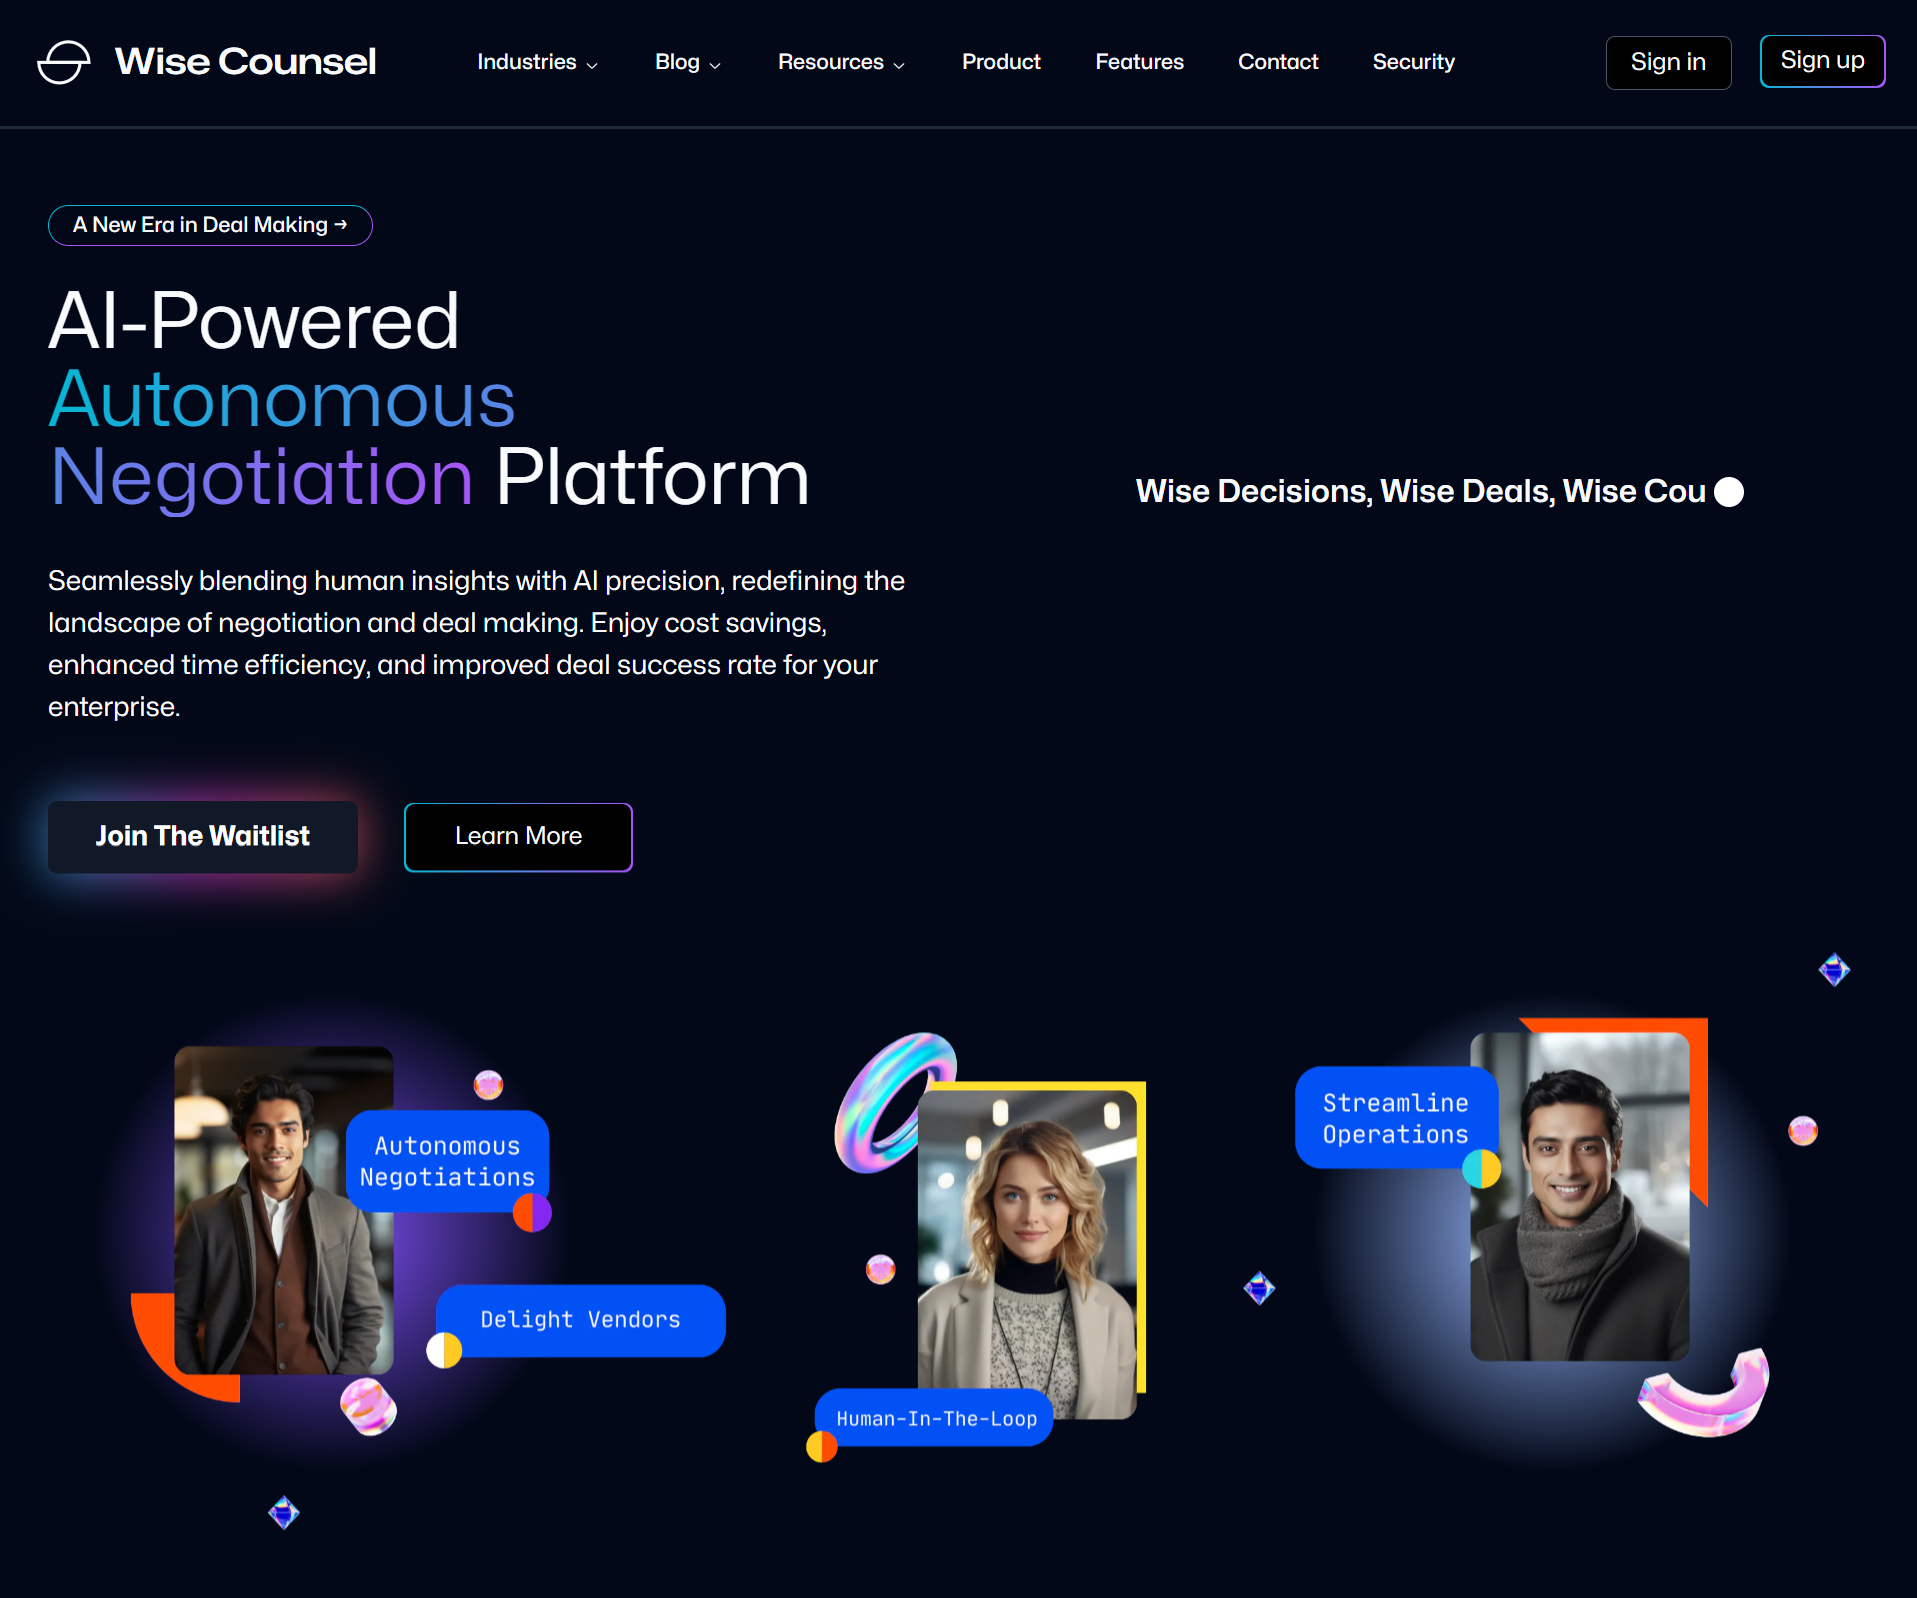 Wise Counsel
Industries
Blog
Resources
Product
Features
Contact
Security
Sign in
Sign up
A New Era in Deal Making →
AI-Powered
Autonomous
Negotiation Platform
Wise Decisions, Wise Deals, Wise Cou
Seamlessly blending human insights with AI precision, redefining the
landscape of negotiation and deal making. Enjoy cost savings,
enhanced time efficiency, and improved deal success rate for your
enterprise.
Join The Waitlist
Learn More
Autonomous
Negotiations
Delight Vendors
Human-In-The-Loop
Streamline
Operations